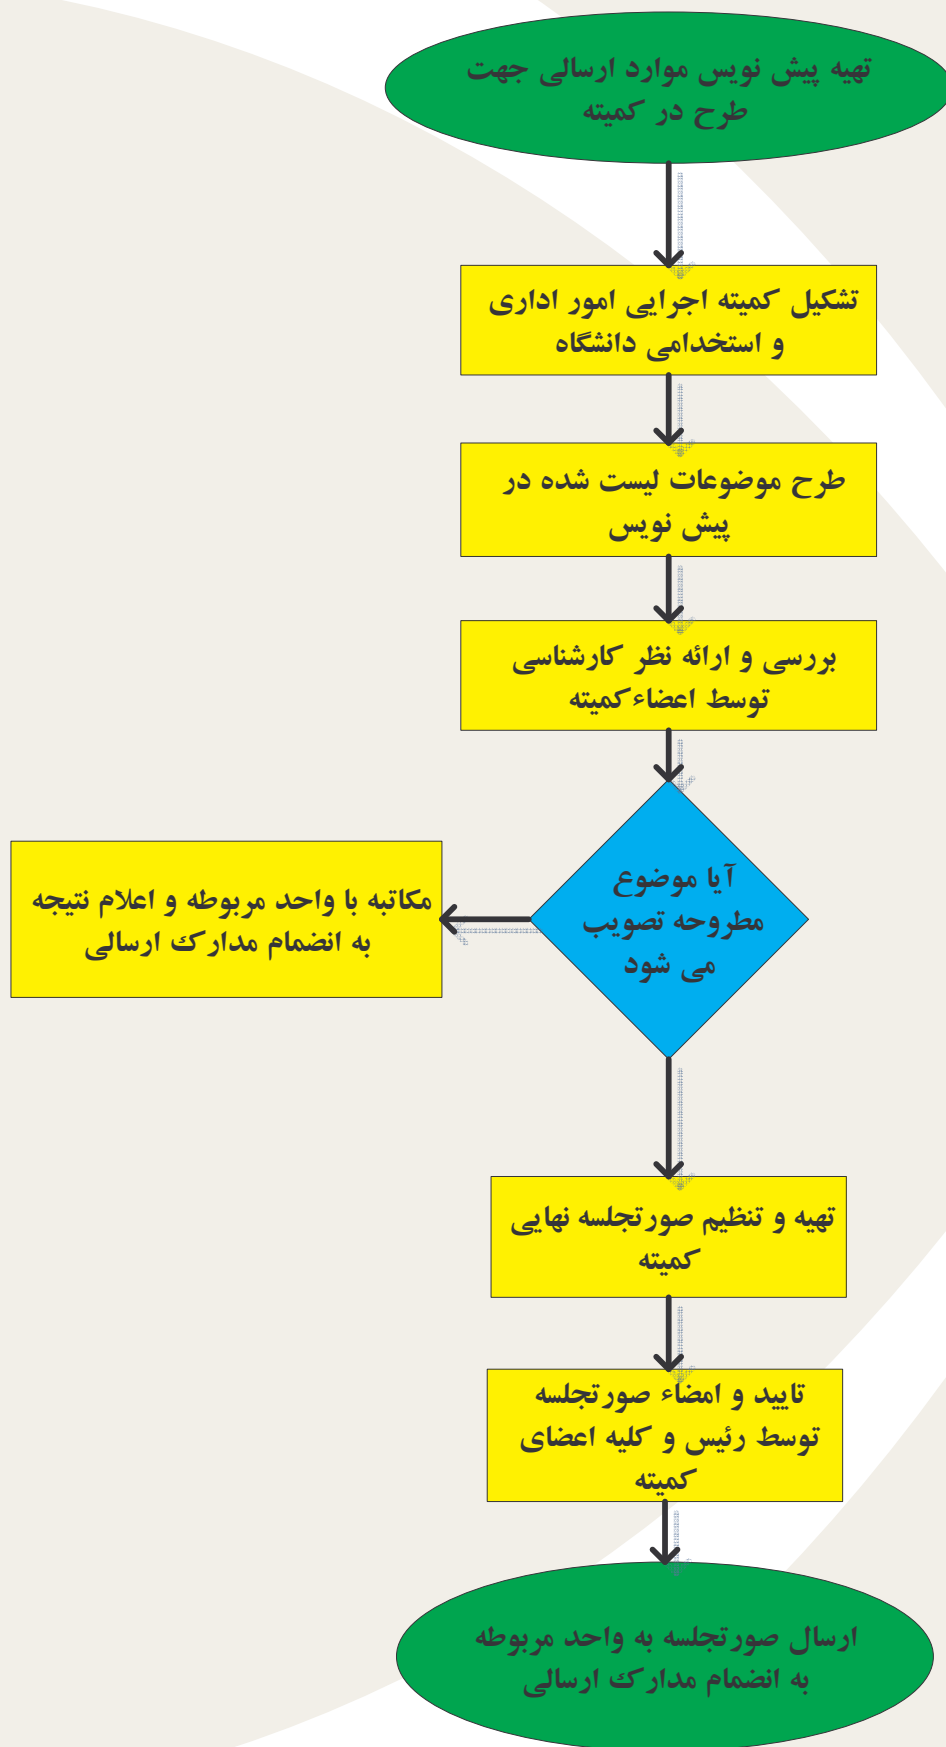 تهیه پیش نویس موارد ارسالی جهت
طرح در کمیته
تشکیل کمیته اجرایی امور اداری
و استخدامی دانشگاه
طرح موضوعات لیست شده در
پیش نویس
بررسی و ارائه نظر کارشناسی
توسط اعضاء کمیته
آیا موضوع
مطروحه تصویب
می شود
مکاتبه با واحد مربوطه و اعلام نتیجه
به انضمام مدارک ارسالی
تهیه و تنظیم صورتجلسه نهایی
کمیته
تایید و امضاء صورتجلسه
توسط رئیس و کلیه اعضای
کمیته
ارسال صورتجلسه به واحد مربوطه
به انضمام مدارک ارسالی